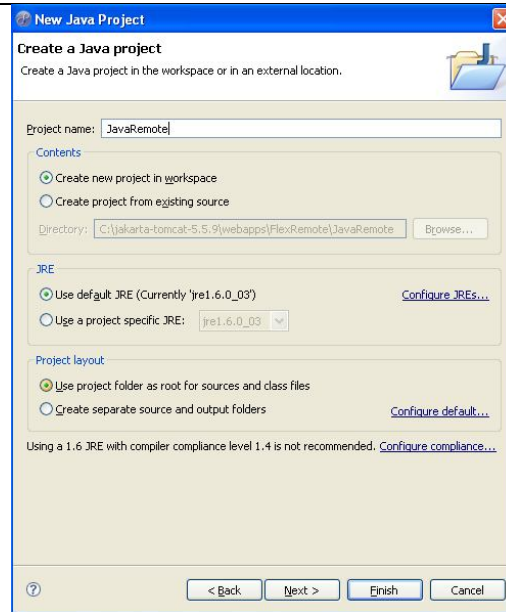 New Java Project
Create a Java project
Create a Java project in the workspace or in an external location.
Project name: JavaRemote
Contents
Create new project in workspace
Create project from existing source
Directory: C:\jakarta-tomcat-5.5.9\webapps\FlexRemote\JavaRemote Browse...
JRE
Use default JRE (Currently 'jre1.6.0_03') Configure JREs...
Use a project specific JRE: jre1.6.0_03
Project layout
Use project folder as root for sources and class files
Create separate source and output folders Configure default...
Using a 1.6 JRE with compiler compliance level 1.4 is not recommended. Configure compliance...
? < Back Next > Finish Cancel